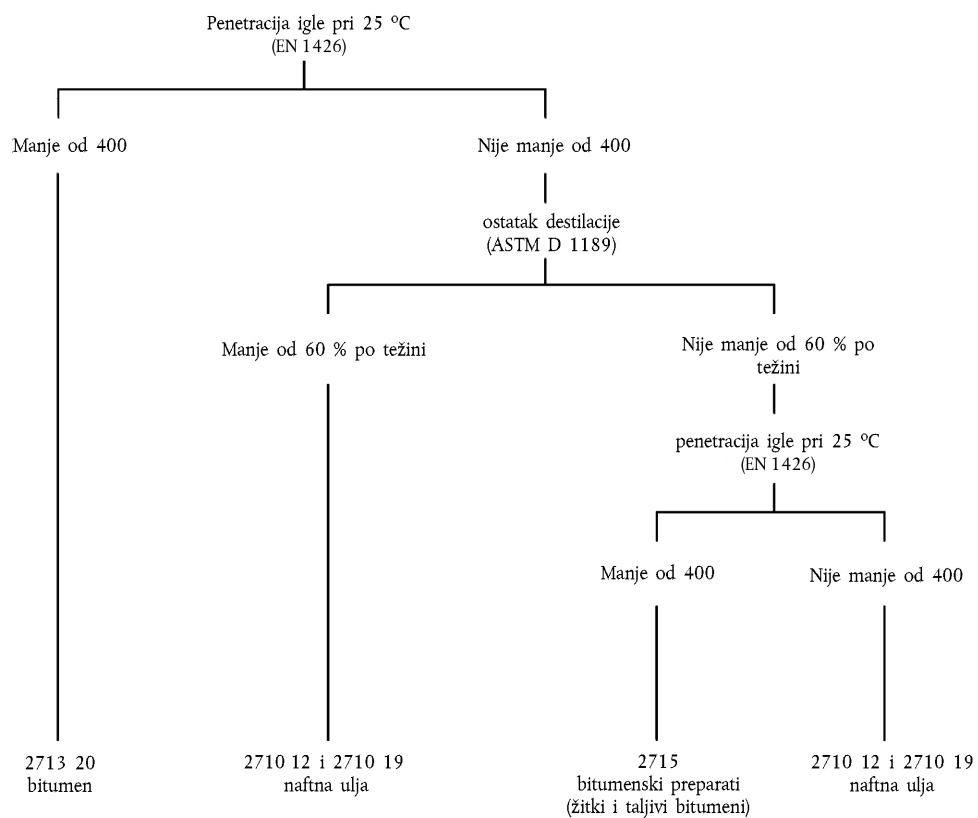 Penetracija igle pri 25 ºC
(EN 1426)
Manje od 400
Nije manje od 400
ostatak destilacije
(ASTM D 1189)
Manje od 60 % po težini
Nije manje od 60 % po
težini
penetracija igle pri 25 ºC
(EN 1426)
Manje od 400
Nije manje od 400
2713 20
bitumen
2710 12 i 2710 19
naftna ulja
2715
bitumenski preparati
(žitki i taljivi bitumeni)
2710 12 i 2710 19
naftna ulja